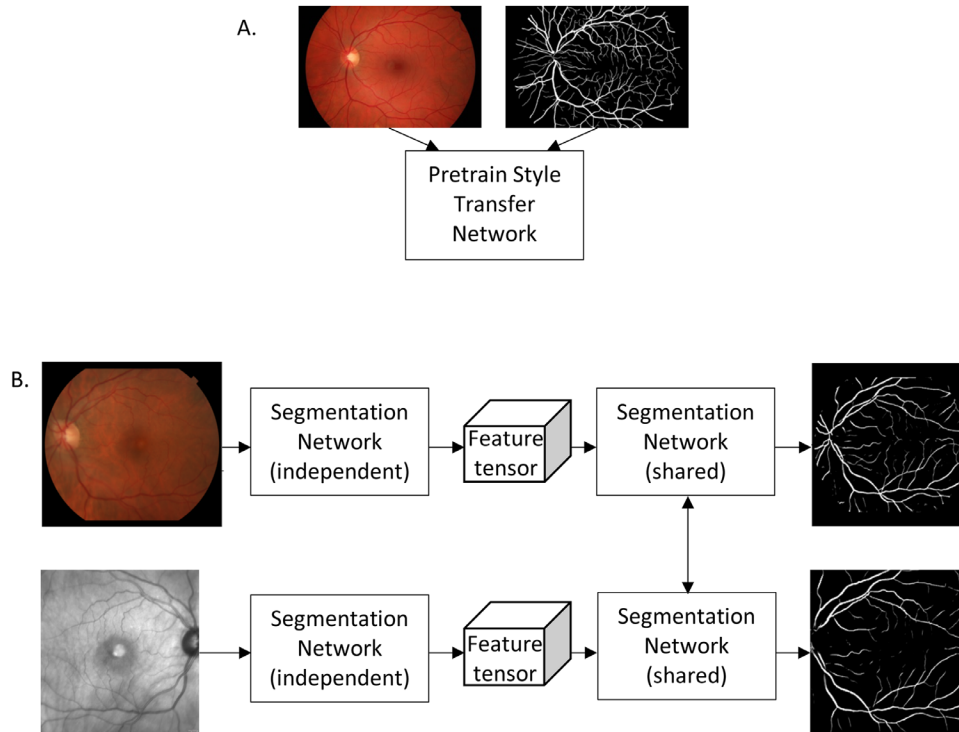 A.
Pretrain Style
Transfer
Network
B.
Segmentation
Network
(independent)
Feature
tensor
Segmentation
Network
(shared)
Segmentation
Network
(independent)
Feature
tensor
Segmentation
Network
(shared)